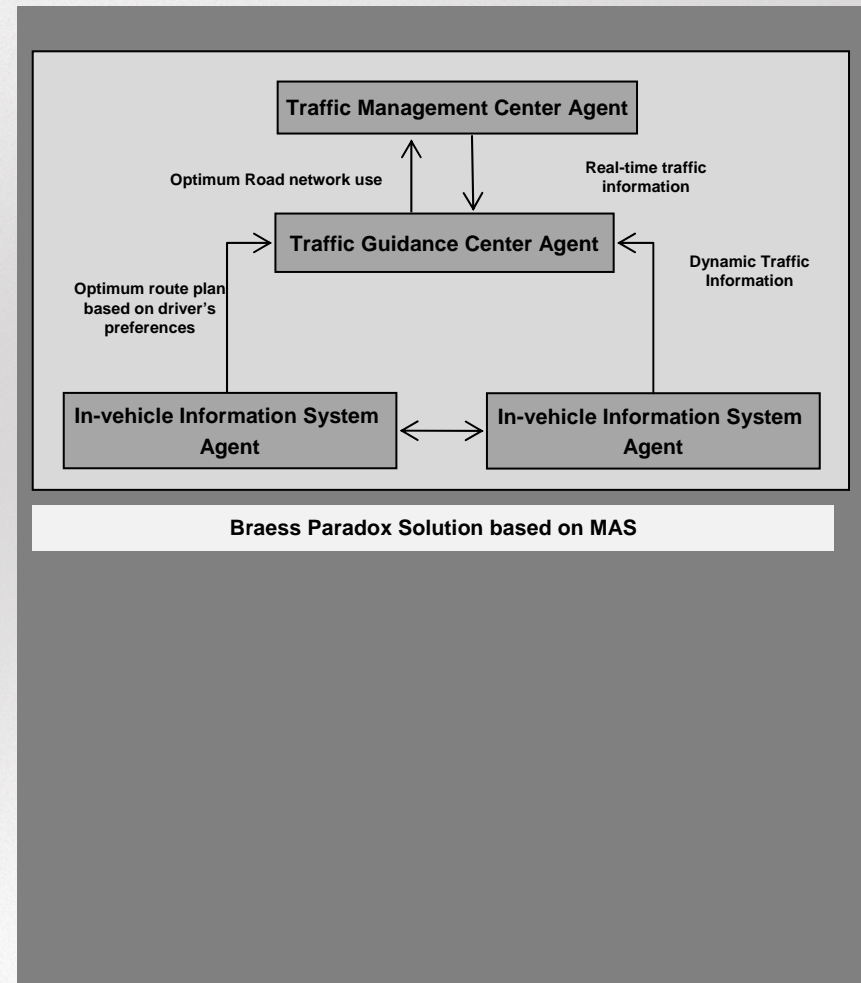 Traffic Management Center Agent
Optimum Road network use
Real-time traffic
information
Traffic Guidance Center Agent
Optimum route plan
based on driver's
preferences
Dynamic Traffic
Information
In-vehicle Information System
Agent
In-vehicle Information System
Agent
Braess Paradox Solution based on MAS